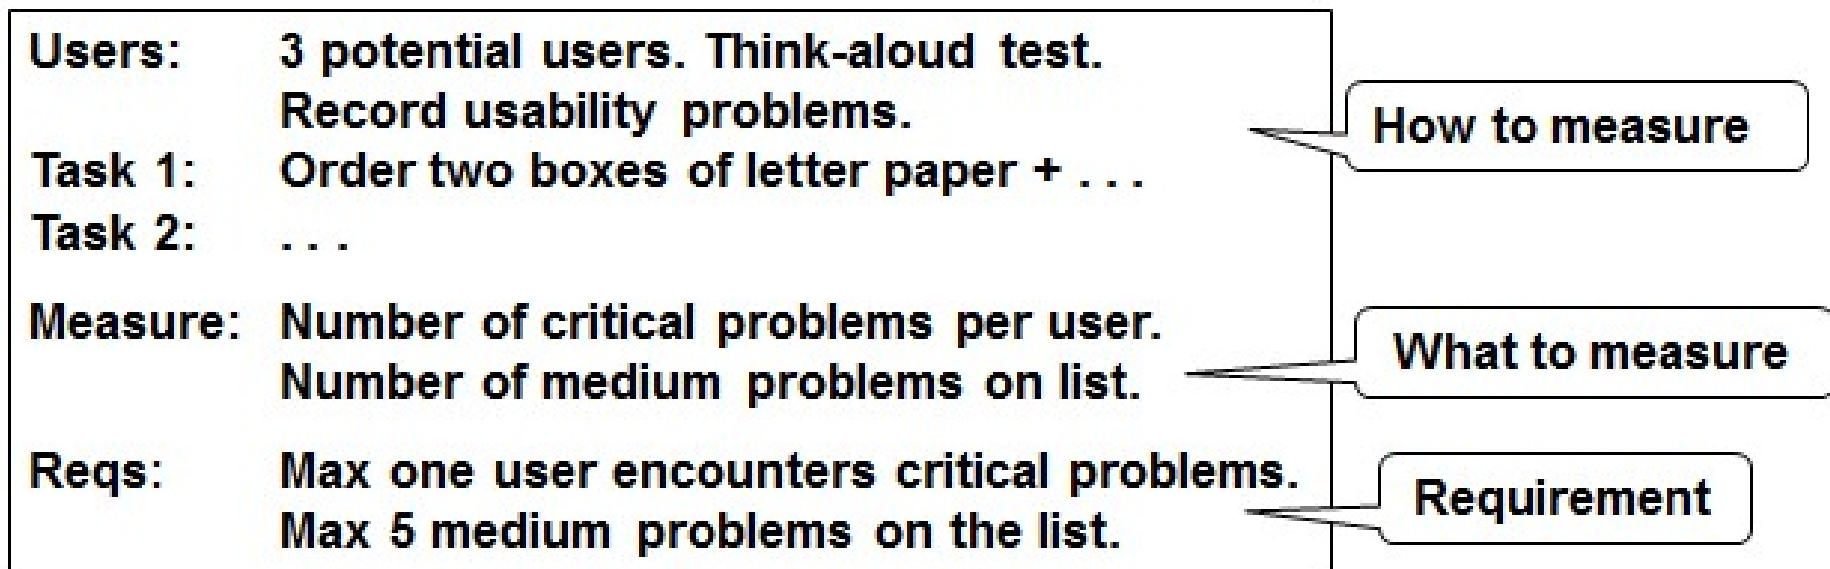 Users: 3 potential users. Think-aloud test.
Record usability problems.
How to measure
Task 1: Order two boxes of letter paper + . . .
Task 2: . . .
Measure: Number of critical problems per user.
Number of medium problems on list.
What to measure
Reqs: Max one user encounters critical problems.
Max 5 medium problems on the list.
Requirement